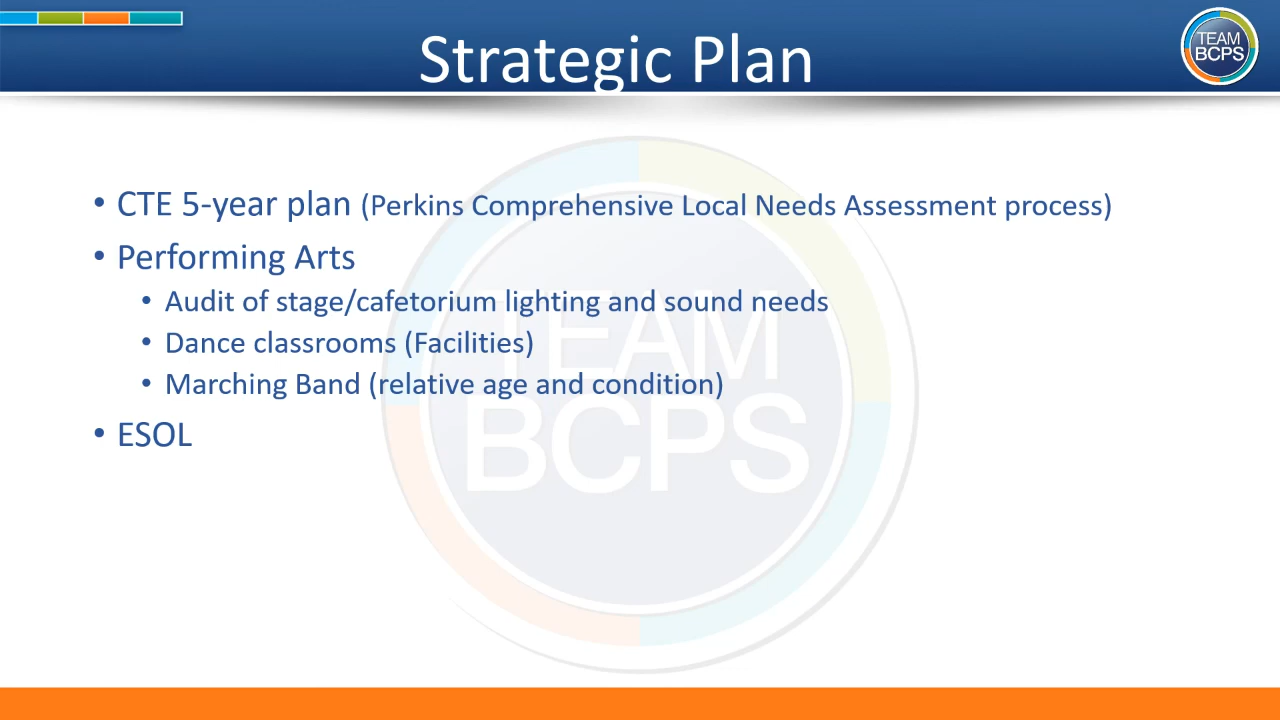 Strategic Plan
TEAM
BCPS
• CTE 5-year plan (Perkins Comprehensive Local Needs Assessment process)
• Performing Arts
• Audit of stage/cafetorium lighting and sound needs
• Dance classrooms (Facilities)
• Marching Band (relative age and condition)
• ESOL
TEAM
BCPS